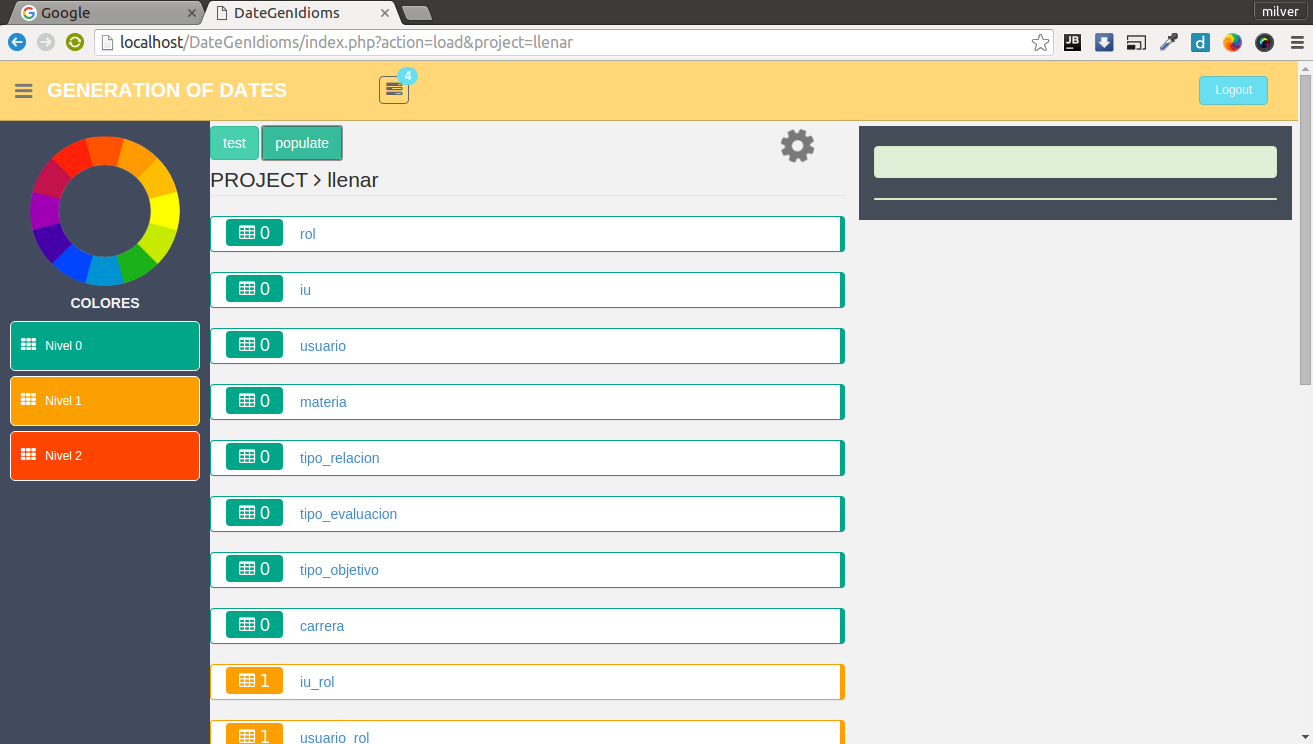 Google
DateGenIdioms
milver
localhost/DateGenIdioms/index.php?action=load&project=llenar
JB
d
GENERATION OF DATES
4
Logout
COLORES
Nivel 0
Nivel 1
Nivel 2
test
populate
PROJECT > llenar
0 rol
0 iu
0 usuario
0 materia
0 tipo_relacion
0 tipo_evaluacion
0 tipo_objetivo
0 carrera
1 iu_rol
1 usuario_rol